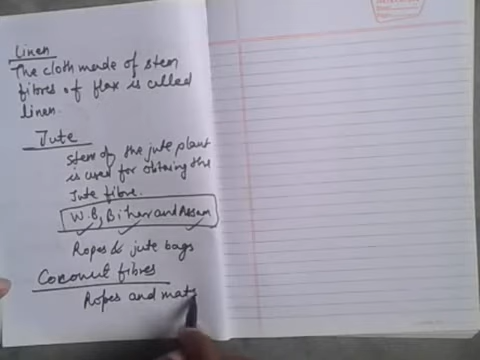 Linen
The cloth made of stem
fibres of flax is called
linen.
Jute
stem of the jute plant
is used for obtaining the
Jute fibre.
W.B, Bihar and Assam
Ropes & jute bags
Coconut fibres
Ropes and mats